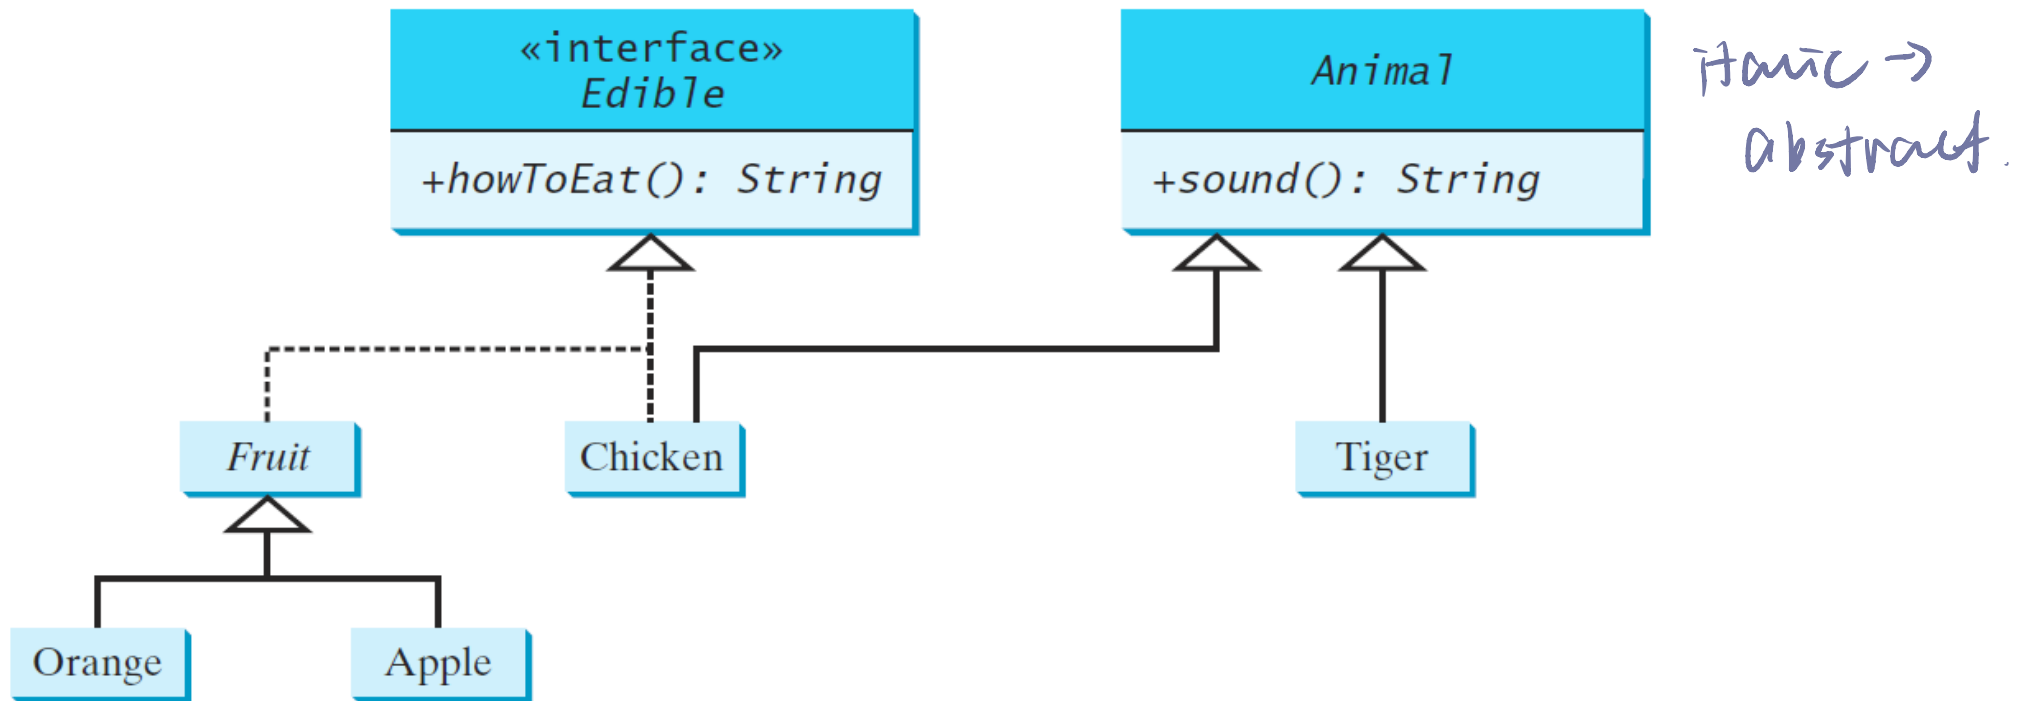 «interface»
Edible
+howToEat(): String
Animal
+sound(): String
italic →
abstract.
Fruit
Chicken
Tiger
Orange
Apple